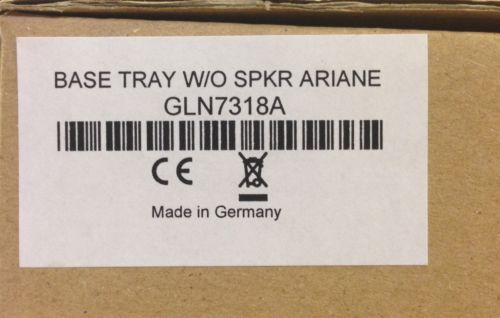 BASE TRAY W/O SPKR ARIANE
GLN7318A
CE
Made in Germany